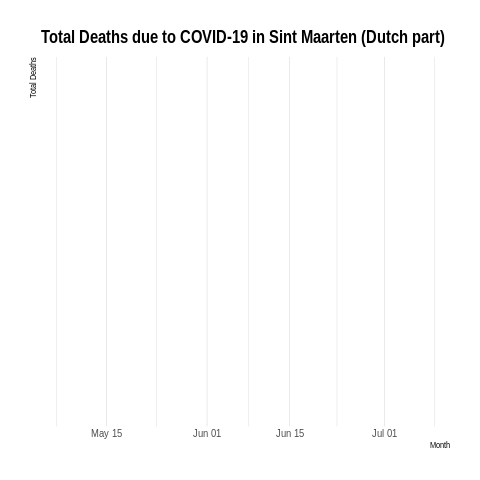 Total Deaths due to COVID-19 in Sint Maarten (Dutch part)
Total Deaths
May 15
Jun 01
Jun 15
Jul 01
Month